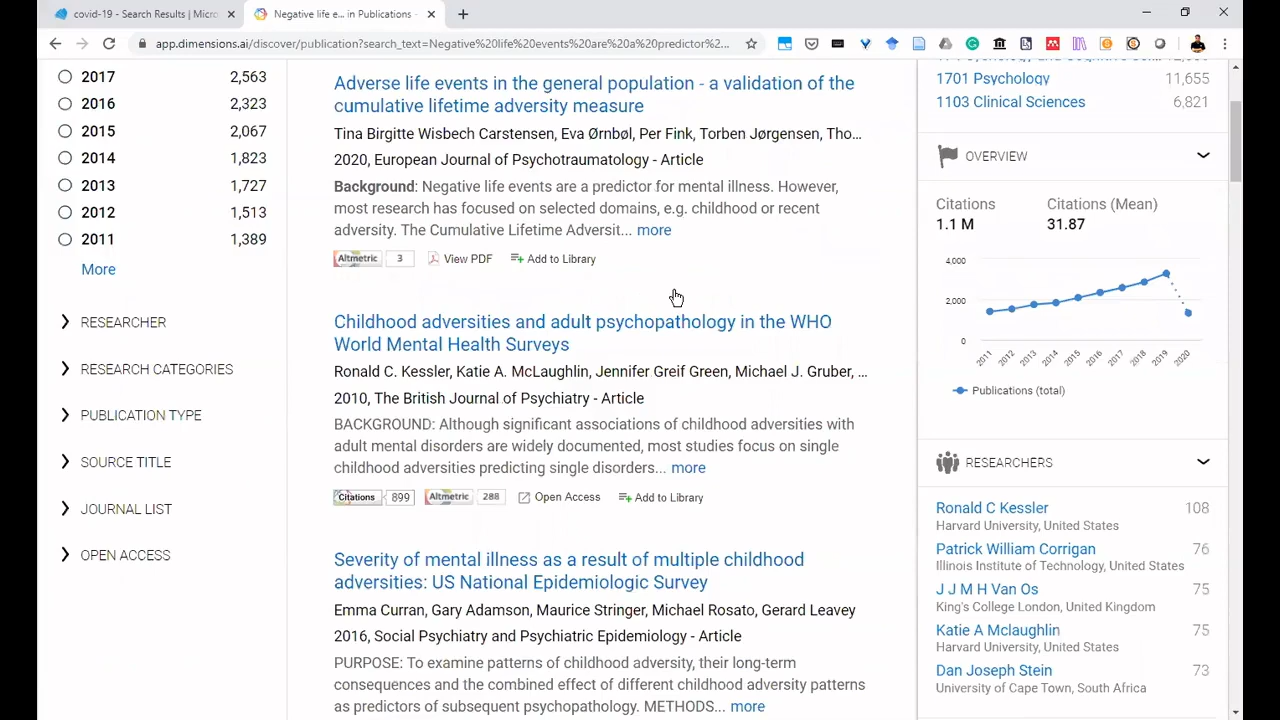 covid-19 - Search Results | Micro
Negative life e... in Publications -
app.dimensions.ai/discover/publication?search_text=Negative%20life%20events%20are%20a%20predictor%2...
2017 2,563
2016 2,323
2015 2,067
2014 1,823
2013 1,727
2012 1,513
2011 1,389
More
RESEARCHER
RESEARCH CATEGORIES
PUBLICATION TYPE
SOURCE TITLE
JOURNAL LIST
OPEN ACCESS
Adverse life events in the general population - a validation of the
cumulative lifetime adversity measure
Tina Birgitte Wisbech Carstensen, Eva Ørnbøl, Per Fink, Torben Jørgensen, Tho...
2020, European Journal of Psychotraumatology - Article
Background: Negative life events are a predictor for mental illness. However,
most research has focused on selected domains, e.g. childhood or recent
adversity. The Cumulative Lifetime Adversit... more
Altmetric 3 View PDF Add to Library
Childhood adversities and adult psychopathology in the WHO
World Mental Health Surveys
Ronald C. Kessler, Katie A. McLaughlin, Jennifer Greif Green, Michael J. Gruber, ...
2010, The British Journal of Psychiatry - Article
BACKGROUND: Although significant associations of childhood adversities with
adult mental disorders are widely documented, most studies focus on single
childhood adversities predicting single disorders... more
Citations 899 Altmetric 288 Open Access Add to Library
Severity of mental illness as a result of multiple childhood
adversities: US National Epidemiologic Survey
Emma Curran, Gary Adamson, Maurice Stringer, Michael Rosato, Gerard Leavey
2016, Social Psychiatry and Psychiatric Epidemiology - Article
PURPOSE: To examine patterns of childhood adversity, their long-term
consequences and the combined effect of different childhood adversity patterns
as predictors of subsequent psychopathology. METHODS... more
1701 Psychology 11,655
1103 Clinical Sciences 6,821
OVERVIEW
Citations Citations (Mean)
1.1 M 31.87
4,000
2,000
0
2011 2012 2013 2014 2015 2016 2017 2018 2019 2020
Publications (total)
RESEARCHERS
Ronald C Kessler 108
Harvard University, United States
Patrick William Corrigan 76
Illinois Institute of Technology, United States
J J M H Van Os 75
King's College London, United Kingdom
Katie A Mclaughlin 75
Harvard University, United States
Dan Joseph Stein 73
University of Cape Town, South Africa